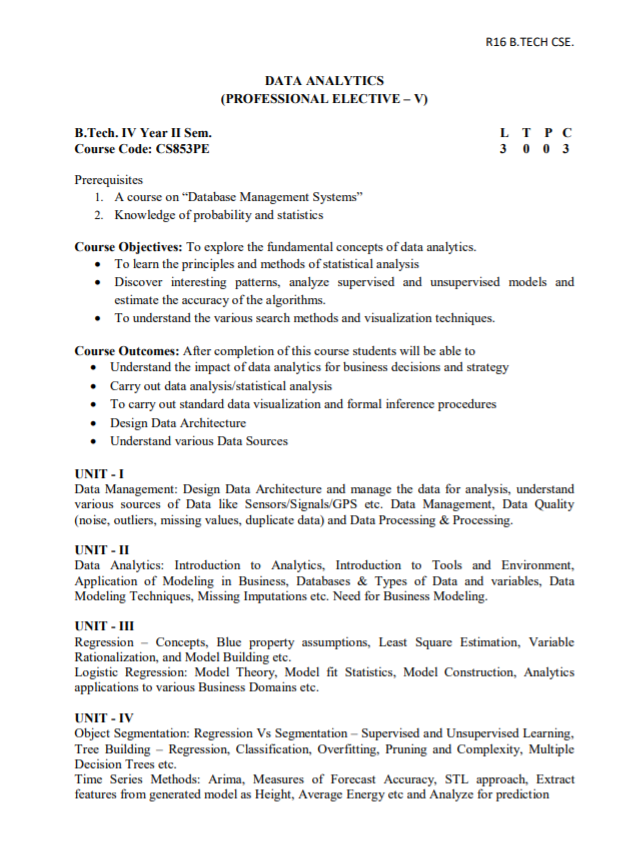 R16 B.TECH CSE.
DATA ANALYTICS
(PROFESSIONAL ELECTIVE – V)
B.Tech. IV Year II Sem. L T P C
Course Code: CS853PE 3 0 0 3
Prerequisites
1. A course on “Database Management Systems”
2. Knowledge of probability and statistics
Course Objectives: To explore the fundamental concepts of data analytics.
• To learn the principles and methods of statistical analysis
• Discover interesting patterns, analyze supervised and unsupervised models and
estimate the accuracy of the algorithms.
• To understand the various search methods and visualization techniques.
Course Outcomes: After completion of this course students will be able to
• Understand the impact of data analytics for business decisions and strategy
• Carry out data analysis/statistical analysis
• To carry out standard data visualization and formal inference procedures
• Design Data Architecture
• Understand various Data Sources
UNIT - I
Data Management: Design Data Architecture and manage the data for analysis, understand
various sources of Data like Sensors/Signals/GPS etc. Data Management, Data Quality
(noise, outliers, missing values, duplicate data) and Data Processing & Processing.
UNIT - II
Data Analytics: Introduction to Analytics, Introduction to Tools and Environment,
Application of Modeling in Business, Databases & Types of Data and variables, Data
Modeling Techniques, Missing Imputations etc. Need for Business Modeling.
UNIT - III
Regression – Concepts, Blue property assumptions, Least Square Estimation, Variable
Rationalization, and Model Building etc.
Logistic Regression: Model Theory, Model fit Statistics, Model Construction, Analytics
applications to various Business Domains etc.
UNIT - IV
Object Segmentation: Regression Vs Segmentation – Supervised and Unsupervised Learning,
Tree Building – Regression, Classification, Overfitting, Pruning and Complexity, Multiple
Decision Trees etc.
Time Series Methods: Arima, Measures of Forecast Accuracy, STL approach, Extract
features from generated model as Height, Average Energy etc and Analyze for prediction